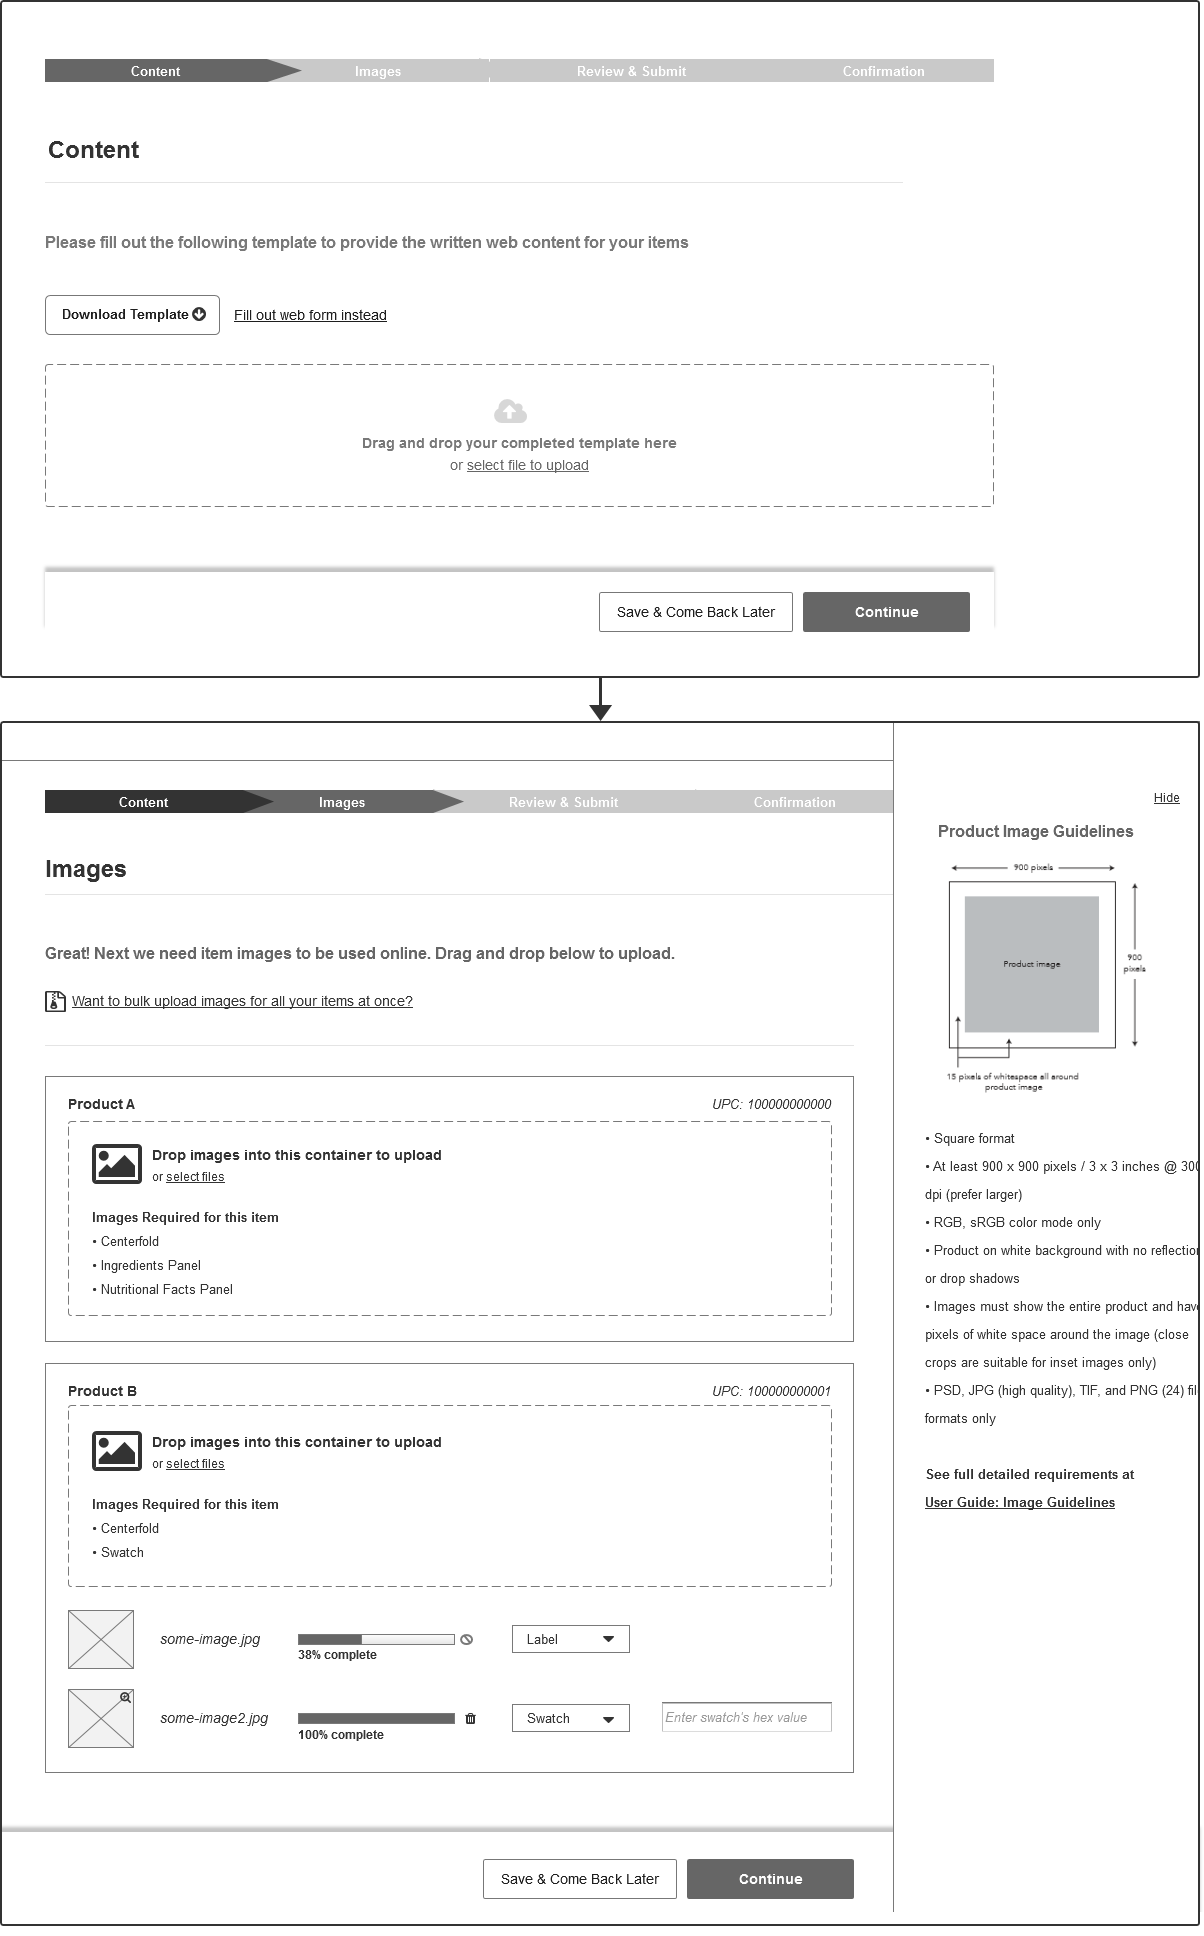 Content Images Review & Submit Confirmation
Content
Please fill out the following template to provide the written web content for your items
Download Template Fill out web form instead
Drag and drop your completed template here
or select file to upload
Save & Come Back Later Continue
Content Images Review & Submit Confirmation
Images
Great! Next we need item images to be used online. Drag and drop below to upload.
Want to bulk upload images for all your items at once?
Product A UPC: 100000000000
Drop images into this container to upload
or select files
Images Required for this item
• Centerfold
• Ingredients Panel
• Nutritional Facts Panel
Product B UPC: 100000000001
Drop images into this container to upload
or select files
Images Required for this item
• Centerfold
• Swatch
some-image.jpg
38% complete
Label
some-image2.jpg
100% complete
Swatch
Enter swatch's hex value
Save & Come Back Later Continue
Hide
Product Image Guidelines
900 pixels
Product image
900
pixels
15 pixels of whitespace all around
product image
• Square format
• At least 900 x 900 pixels / 3 x 3 inches @ 300
dpi (prefer larger)
• RGB, sRGB color mode only
• Product on white background with no reflection
or drop shadows
• Images must show the entire product and have
pixels of white space around the image (close
crops are suitable for inset images only)
• PSD, JPG (high quality), TIF, and PNG (24) fil
formats only
See full detailed requirements at
User Guide: Image Guidelines